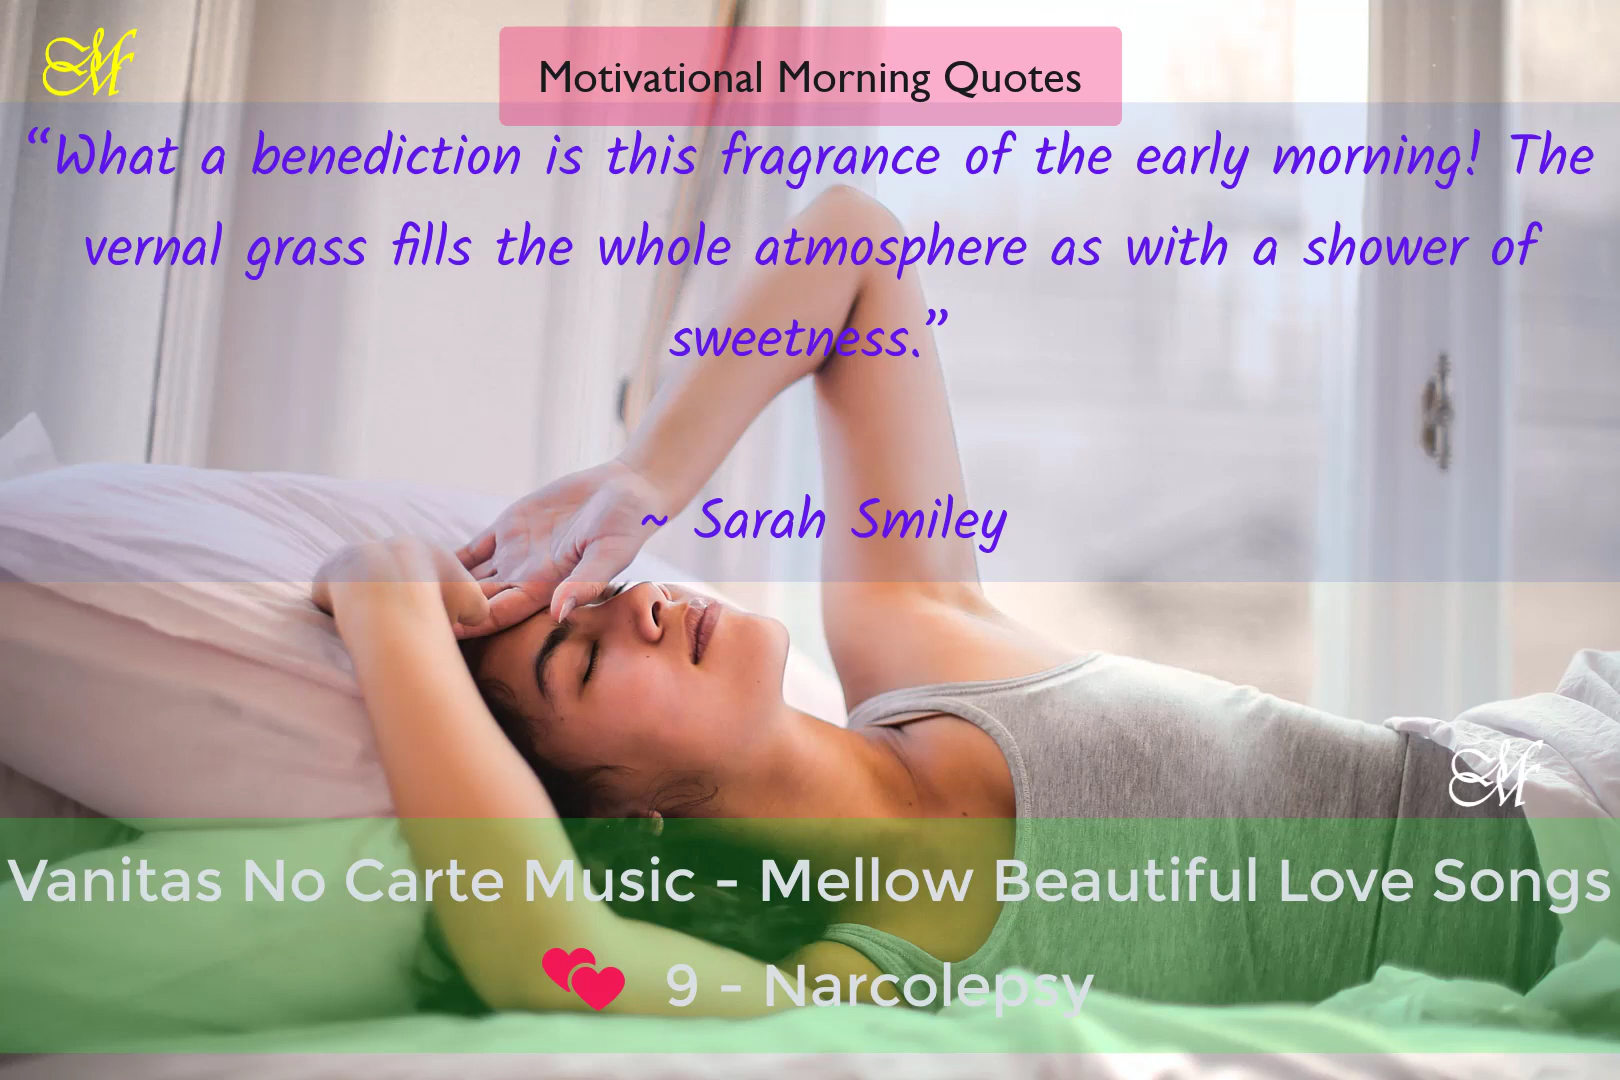 Motivational Morning Quotes
“What a benediction is this fragrance of the early morning! The
vernal grass fills the whole atmosphere as with a shower of
sweetness.”
~ Sarah Smiley
Vanitas No Carte Music - Mellow Beautiful Love Songs
9 - Narcolepsy